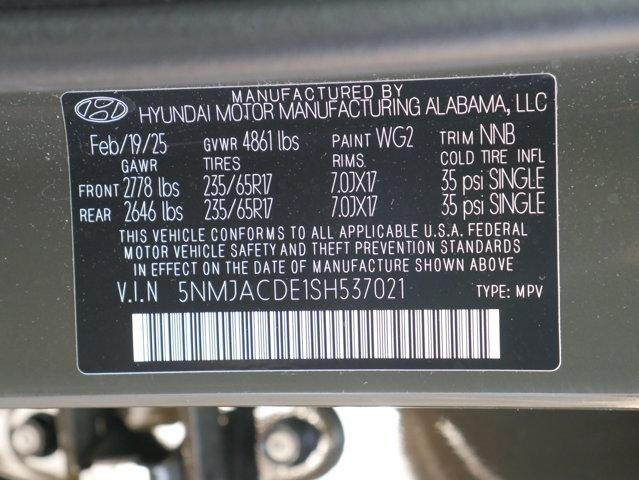 MANUFACTURED BY
HYUNDAI MOTOR MANUFACTURING ALABAMA, LLC
Feb/19/25 GVWR 4861 lbs PAINT WG2 TRIM NNB
GAWR TIRES RIMS. COLD TIRE INFL
FRONT 2778 lbs 235/65R17 7.0JX17 35 psi SINGLE
REAR 2646 lbs 235/65R17 7.0JX17 35 psi SINGLE
THIS VEHICLE CONFORMS TO ALL APPLICABLE U.S.A. FEDERAL
MOTOR VEHICLE SAFETY AND THEFT PREVENTION STANDARDS
IN EFFECT ON THE DATE OF MANUFACTURE SHOWN ABOVE
V.I.N 5NMJACDE1SH537021 TYPE: MPV